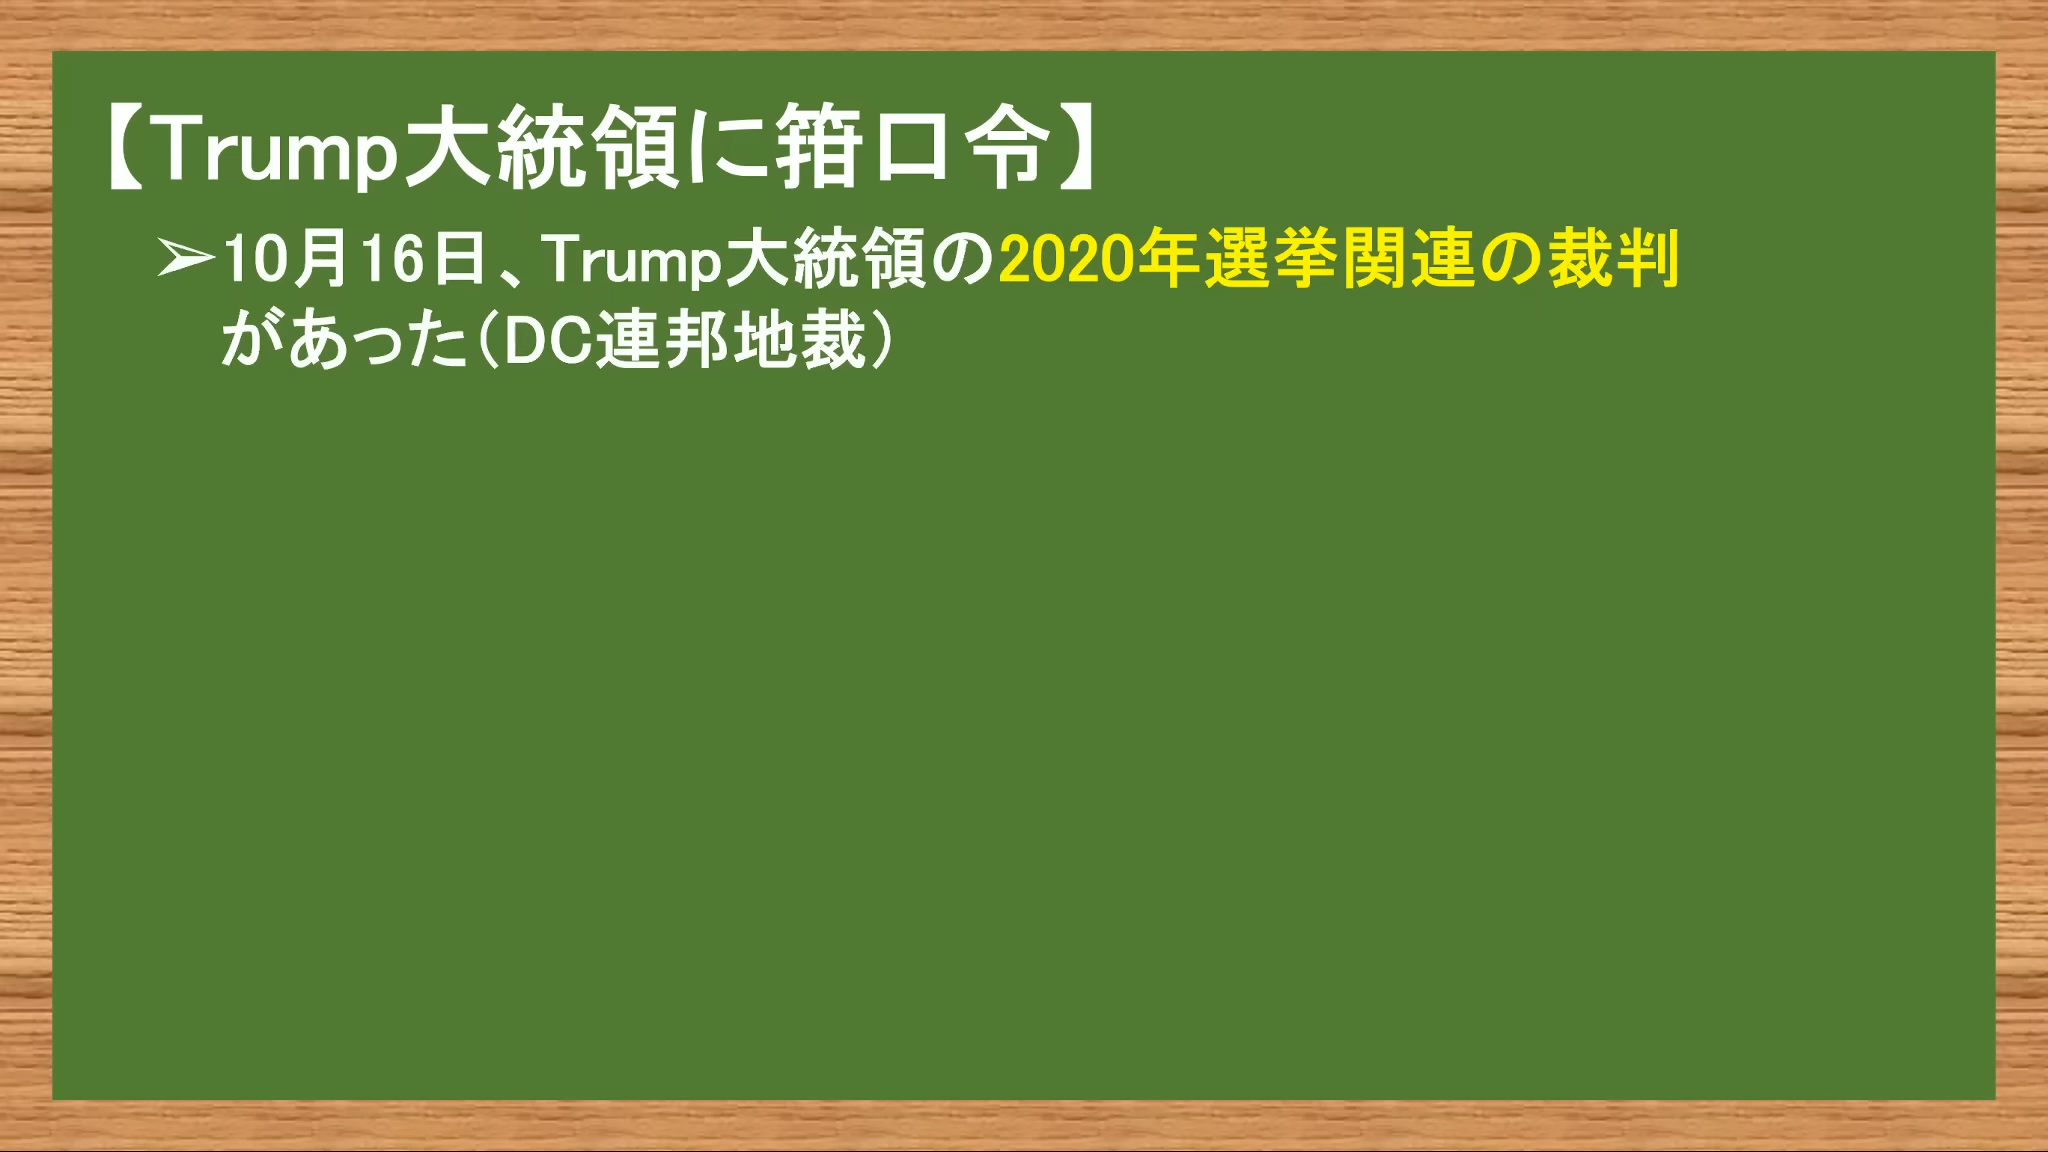 【Trump大統領に箝口令】
➢10月16日、Trump大統領の2020年選挙関連の裁判
があった（DC連邦地裁）